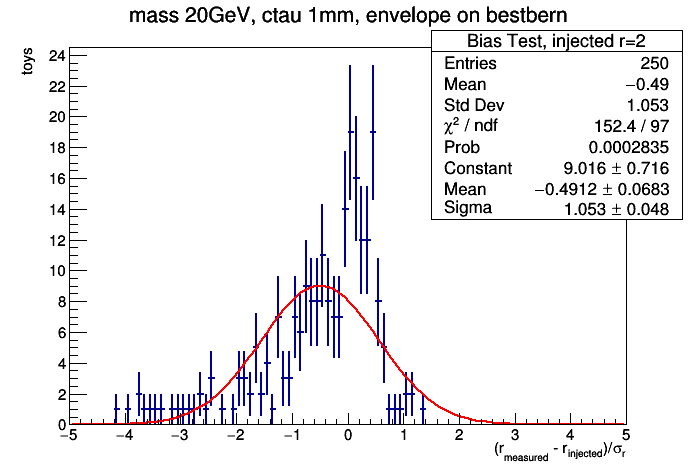 mass 20GeV, ctau 1mm, envelope on bestbern
Bias Test, injected r=2
Entries 250
Mean −0.49
Std Dev 1.053
χ² / ndf 152.4 / 97
Prob 0.0002835
Constant 9.016 ± 0.716
Mean −0.4912 ± 0.0683
Sigma 1.053 ± 0.048
toys
24
22
20
18
16
14
12
10
8
6
4
2
0
−5 −4 −3 −2 −1 0 1 2 3 4 5
(r_measured - r_injected)/σ_r